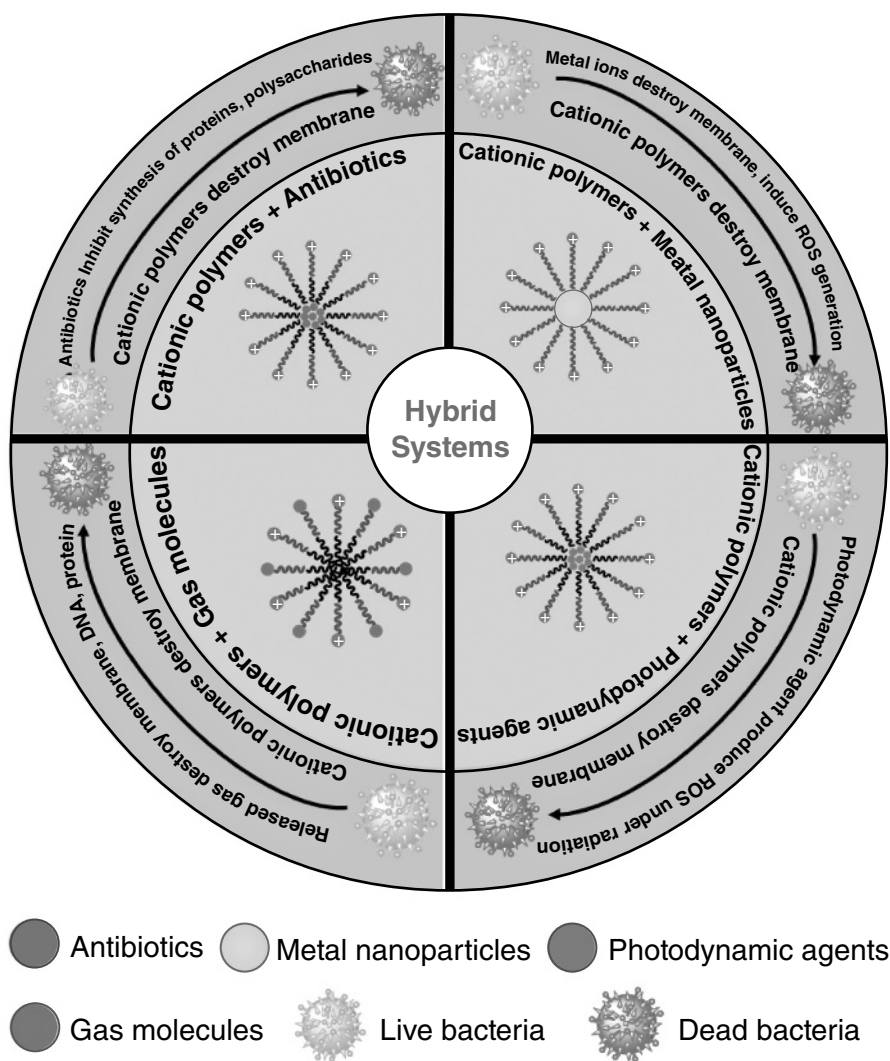 Antibiotics Inhibit synthesis of proteins, polysaccharides
Cationic polymers destroy membrane
Cationic polymers + Antibiotics
Metal ions destroy membrane, induce ROS generation
Cationic polymers destroy membrane
Cationic polymers + Meatal nanoparticles
Hybrid
Systems
Released gas destroy membrane, DNA, protein
Cationic polymers destroy membrane
Cationic polymers + Gas molecules
Photodynamic agent produce ROS under radiation
Cationic polymers destroy membrane
Cationic polymers + Photodynamic agents
Antibiotics
Metal nanoparticles
Photodynamic agents
Gas molecules
Live bacteria
Dead bacteria